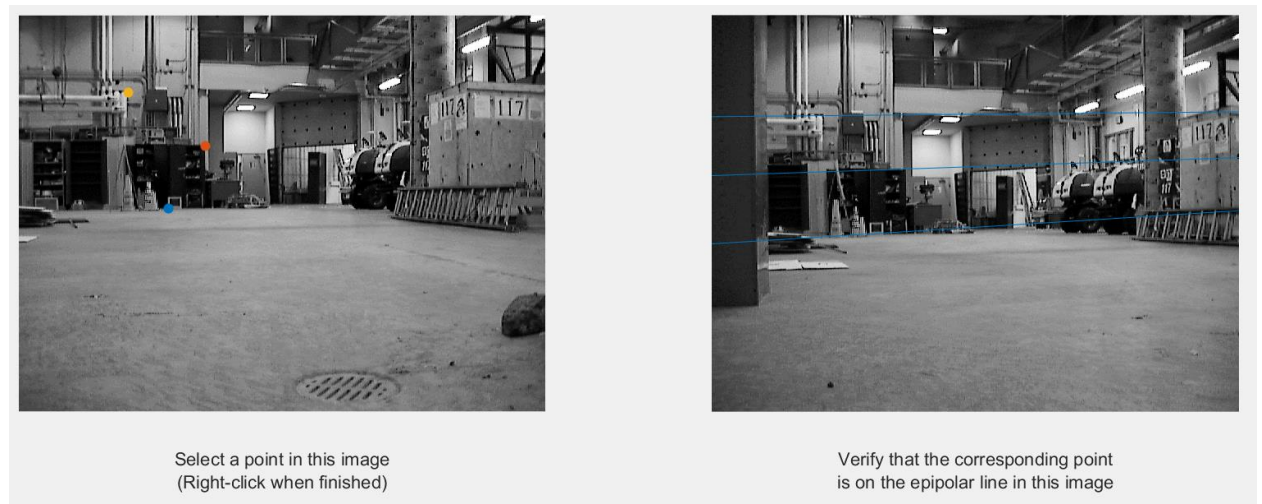 117
117
117
117
Select a point in this image
(Right-click when finished)
Verify that the corresponding point
is on the epipolar line in this image